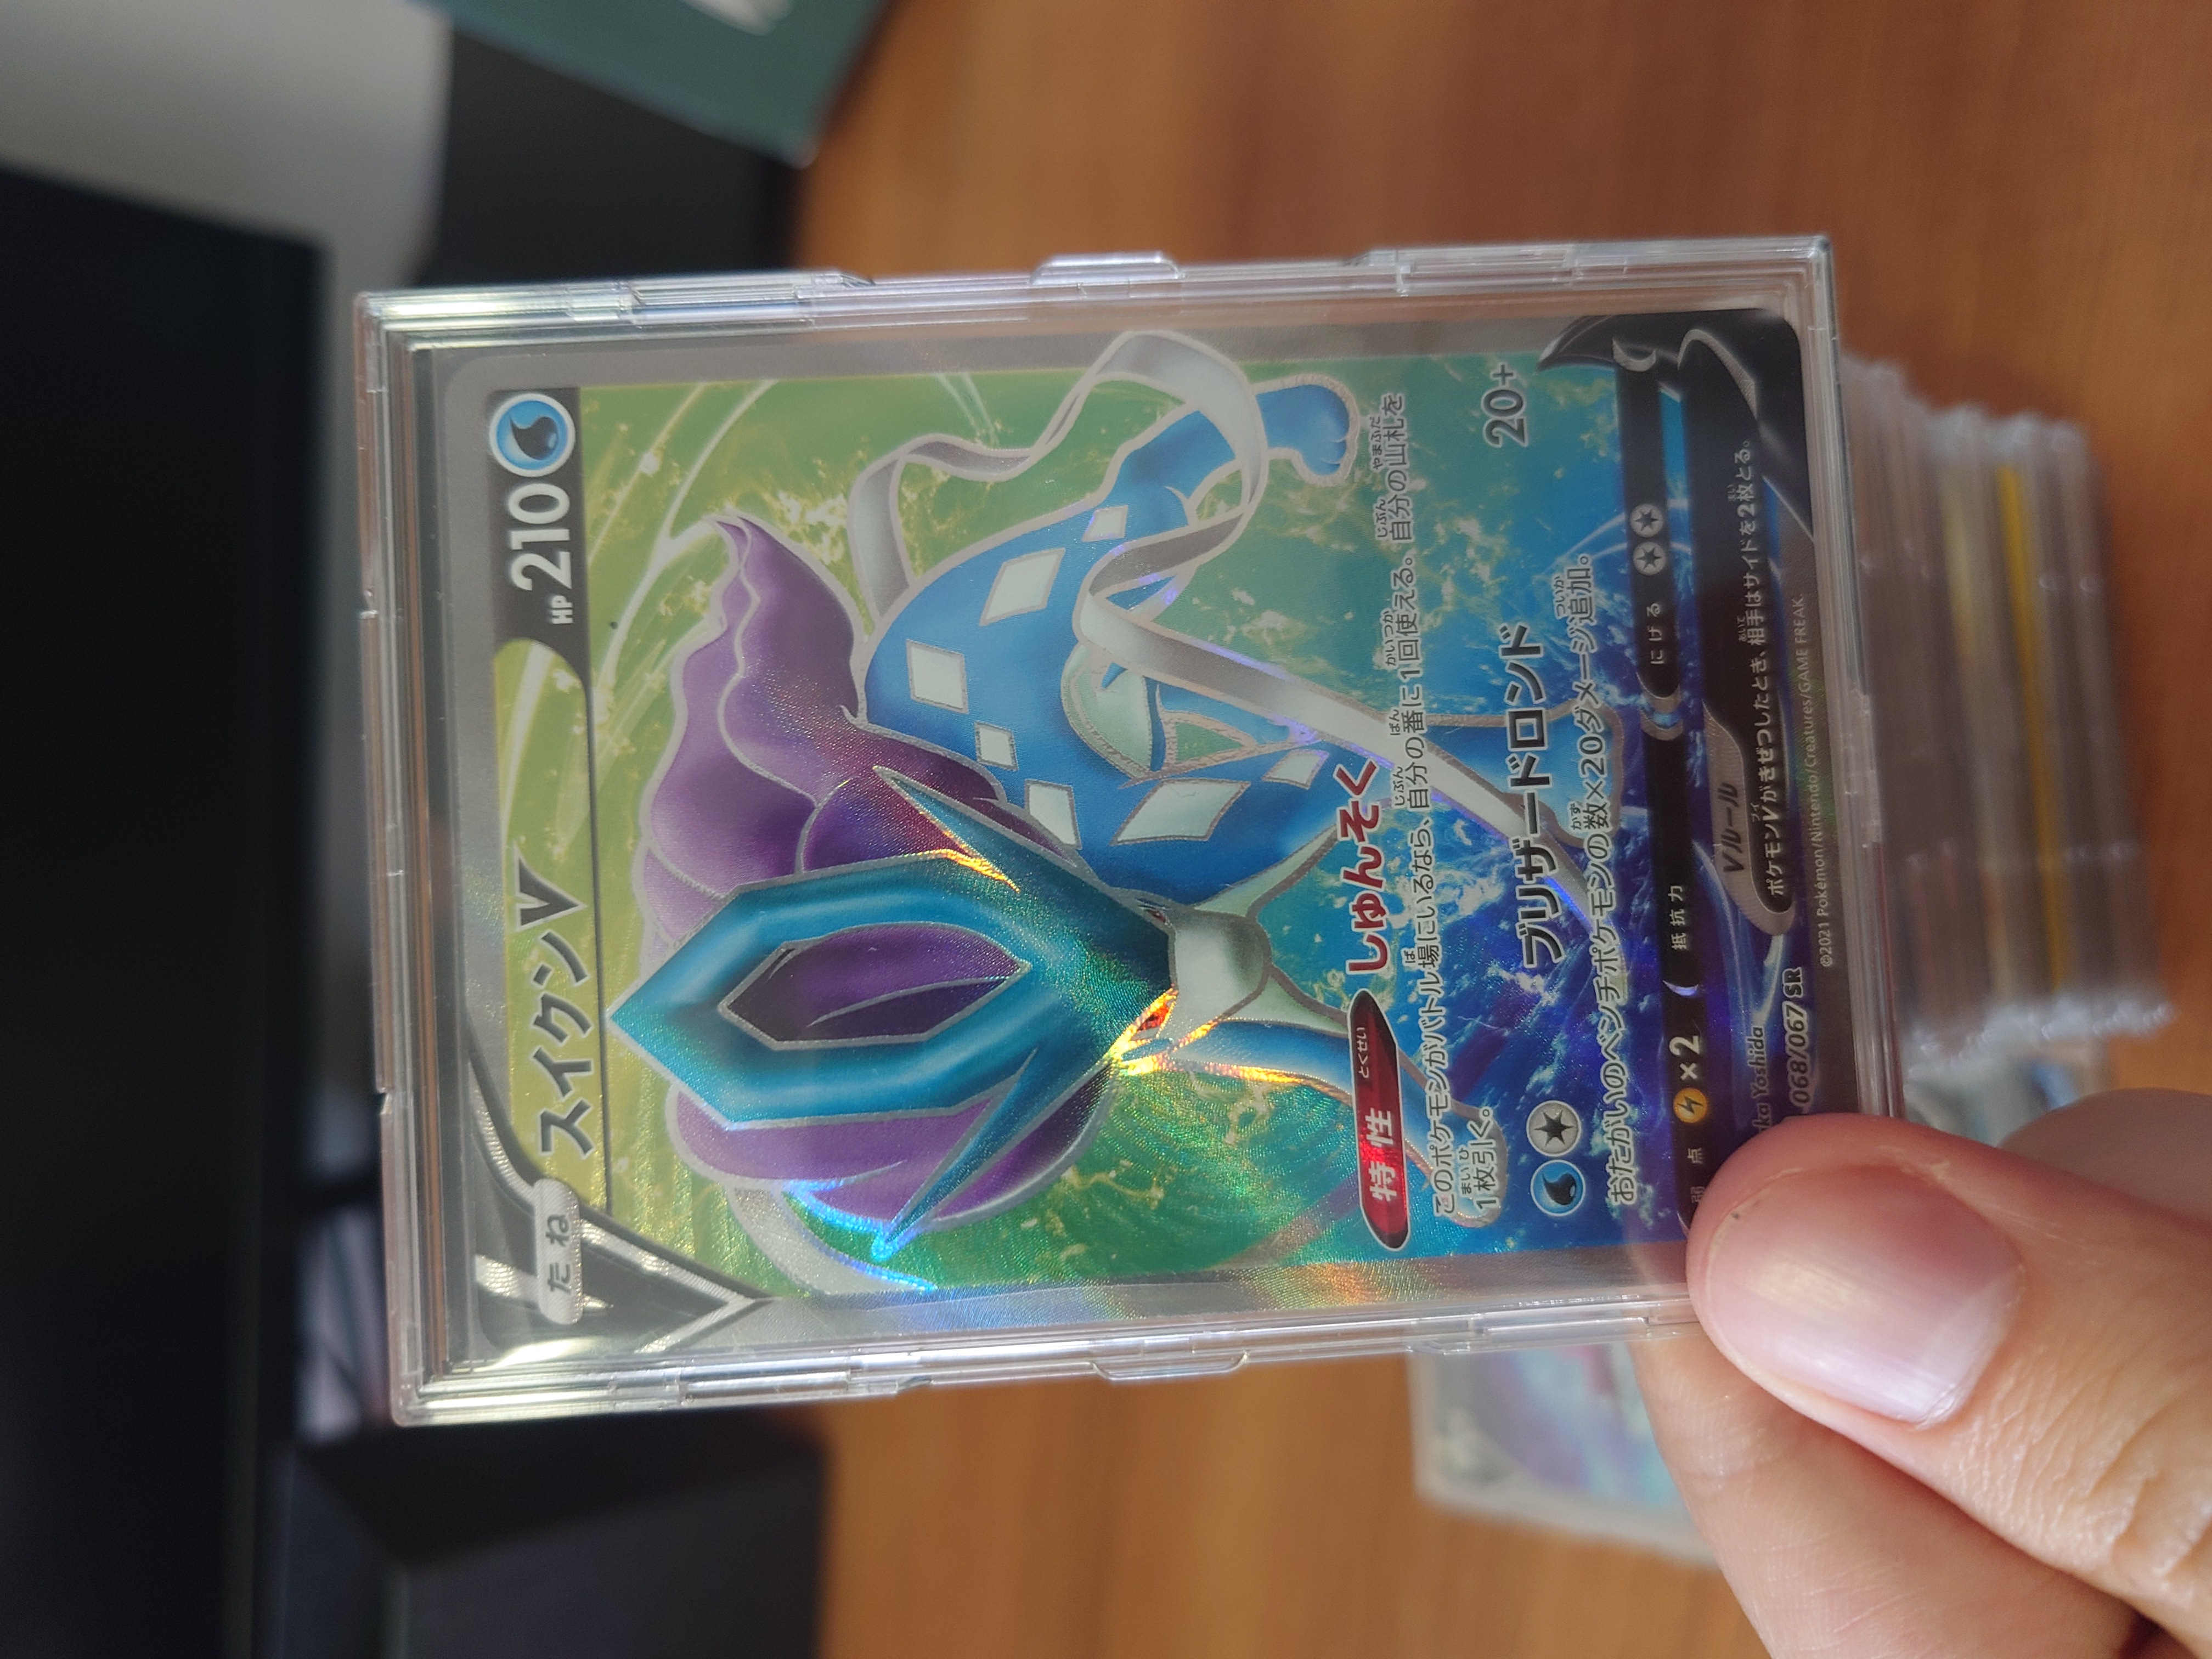 たね スイクンV HP 210
特性 とくせい しゅんそく
このポケモンがバトル場にいるなら、自分の番に1回使える。自分の山札を
1枚引く。
ブリザードロンド 20+
おたがいのベンチポケモンの数×20ダメージ追加。
弱点 ×2 抵抗力 にげる
Vルール
ポケモンVがきぜつしたとき、相手はサイドを2枚とる。
Yoshida
068/067 SR
©2021 Pokémon/Nintendo/Creatures/GAME FREAK.